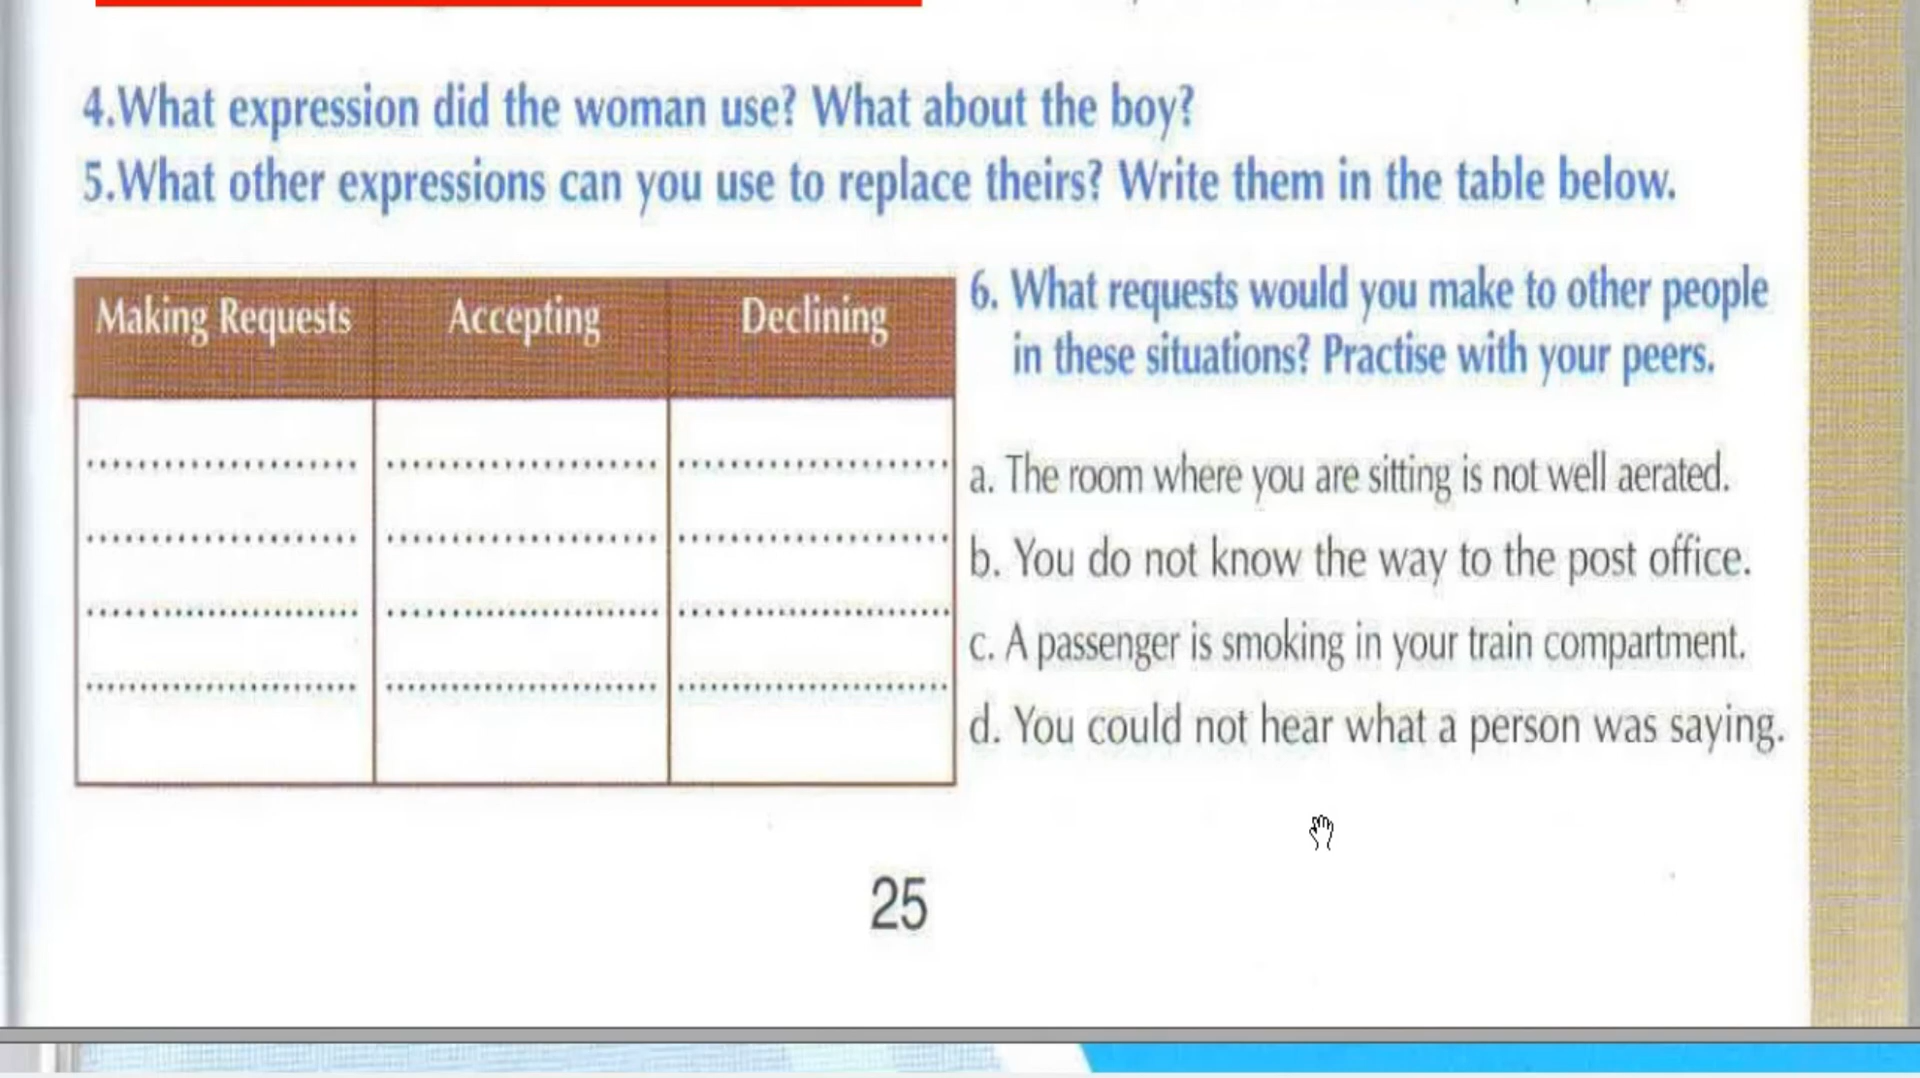 4.What expression did the woman use? What about the boy?
5.What other expressions can you use to replace theirs? Write them in the table below.
Making Requests Accepting Declining
6. What requests would you make to other people
in these situations? Practise with your peers.
a. The room where you are sitting is not well aerated.
b. You do not know the way to the post office.
c. A passenger is smoking in your train compartment.
d. You could not hear what a person was saying.
25